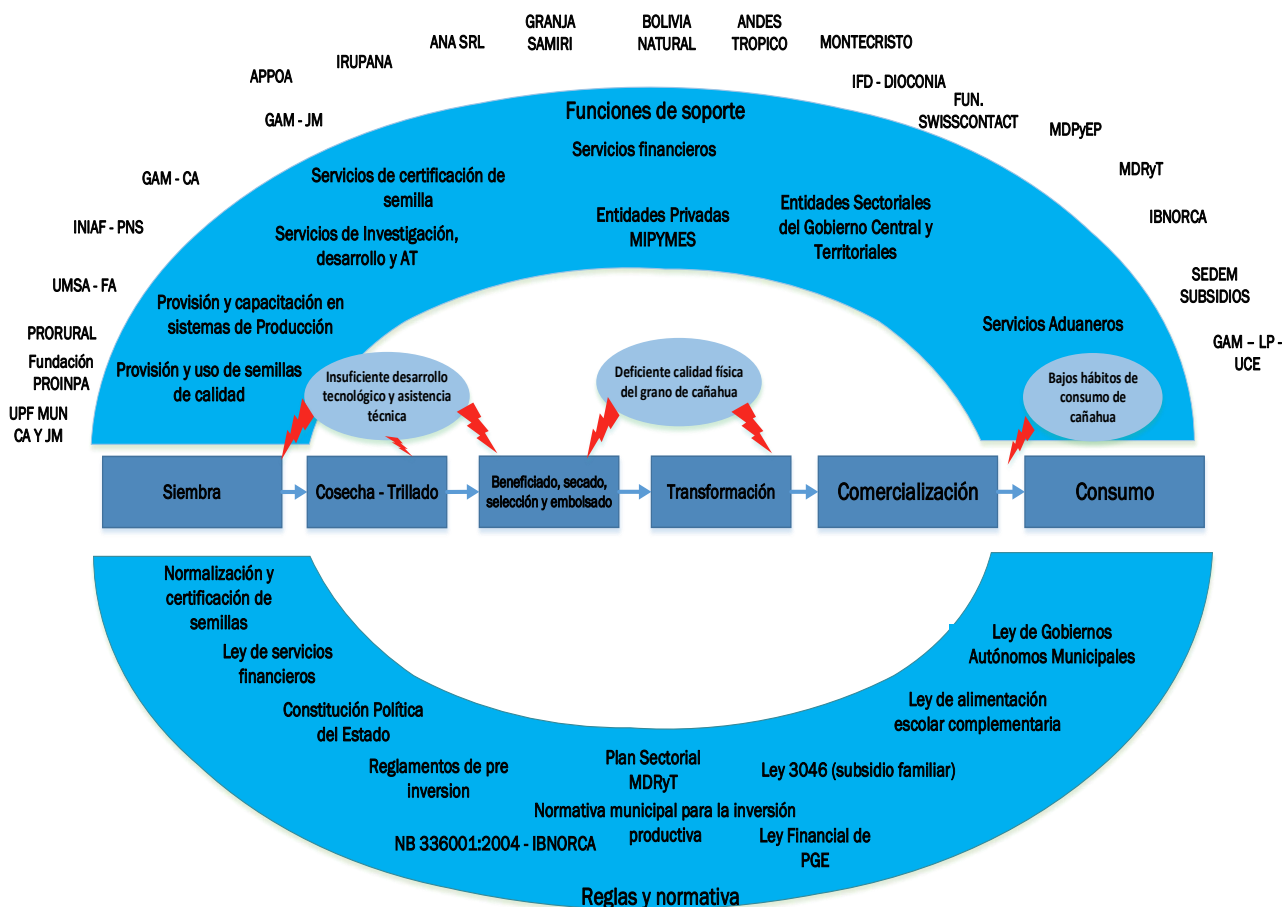 GRANJA
SAMIRI
BOLIVIA
NATURAL
ANDES
TROPICO
ANA SRL
MONTECRISTO
IRUPANA
APPOA
IFD - DIOCONIA
FUN.
SWISSCONTACT
GAM - JM
MDPyEP
GAM - CA
MDRyT
INIAF - PNS
IBNORCA
UMSA - FA
SEDEM
SUBSIDIOS
PRORURAL
GAM – LP -
UCE
Fundación
PROINPA
UPF MUN
CA Y JM
Funciones de soporte
Servicios financieros
Servicios de certificación de
semilla
Entidades Privadas
MIPYMES
Entidades Sectoriales
del Gobierno Central y
Territoriales
Servicios de Investigación,
desarrollo y AT
Provisión y capacitación en
sistemas de Producción
Servicios Aduaneros
Provisión y uso de semillas
de calidad
Insuficiente desarrollo
tecnológico y asistencia
técnica
Deficiente calidad física
del grano de cañahua
Bajos hábitos de
consumo de
cañahua
Siembra
Cosecha - Trillado
Beneficiado, secado,
selección y embolsado
Transformación
Comercialización
Consumo
Normalización y
certificación de
semillas
Ley de servicios
financieros
Constitución Política
del Estado
Reglamentos de pre
inversion
NB 336001:2004 - IBNORCA
Plan Sectorial
MDRyT
Normativa municipal para la inversión
productiva
Ley Financial de
PGE
Ley 3046 (subsidio familiar)
Ley de alimentación
escolar complementaria
Ley de Gobiernos
Autónomos Municipales
Reglas y normativa